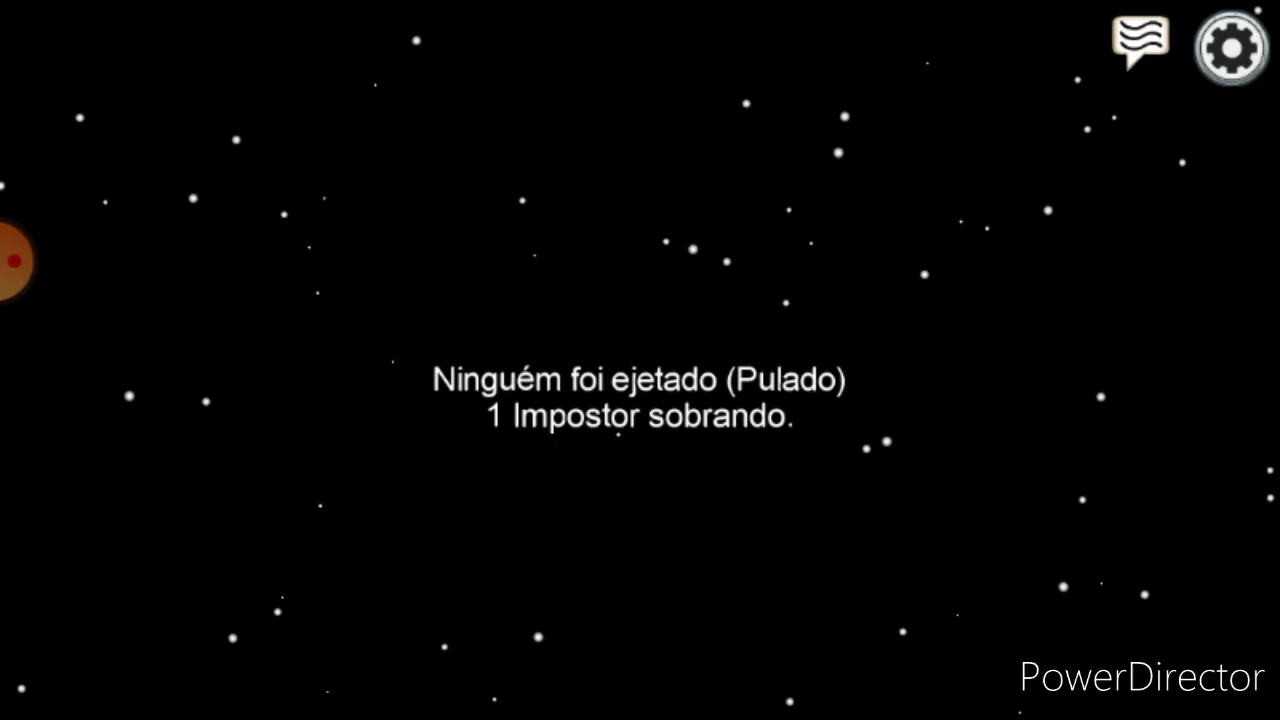 Ninguém foi ejetado (Pulado)
1 Impostor sobrando.
PowerDirector